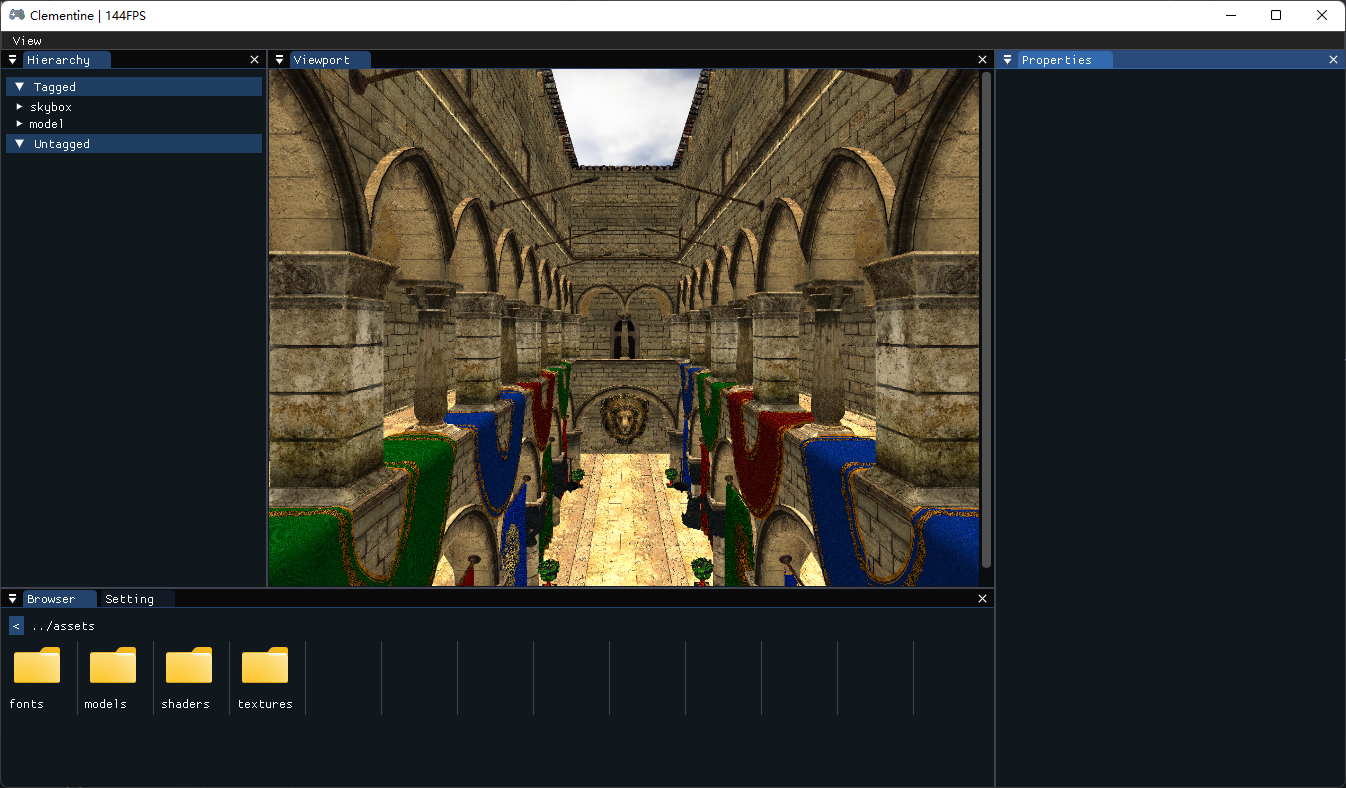 Clementine | 144FPS
View
Hierarchy
Tagged
skybox
model
Untagged
Viewport
Properties
Browser
Setting
< ../assets
fonts
models
shaders
textures